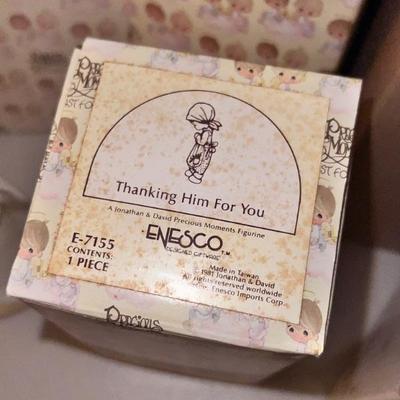 Thanking Him For You
A Jonathan & David Precious Moments Figurine
ENESCO T.M.
DESIGNED GIFTWARE
E-7155
CONTENTS:
1 PIECE
Made in Taiwan
© 1981 Jonathan & David
All rights reserved worldwide
Enesco Imports Corp.
Precious